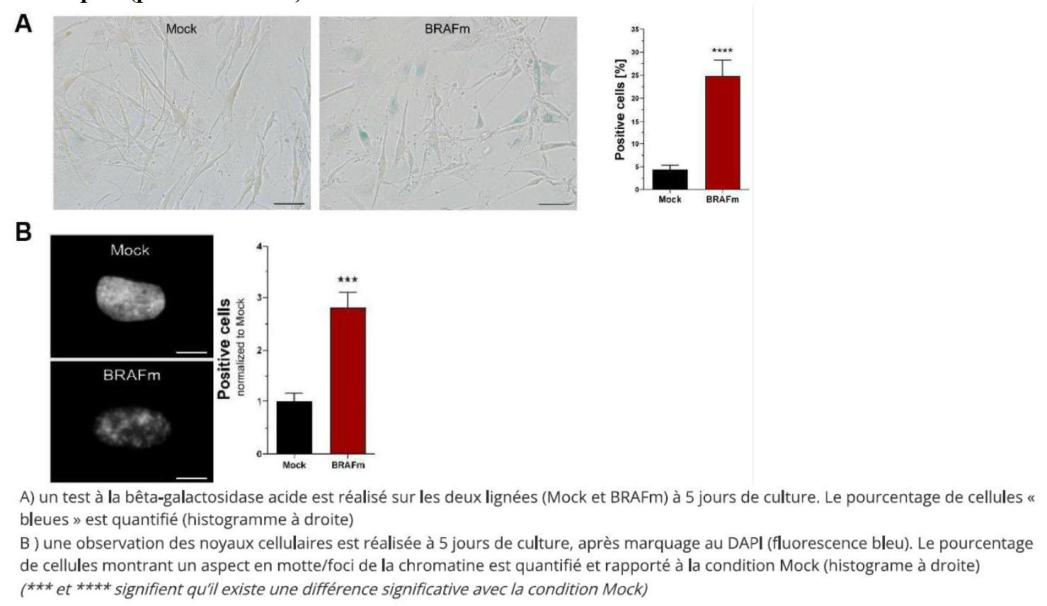 A
Mock
BRAFm
Positive cells [%]
35
30
25
20
15
10
5
0
****
Mock
BRAFm
B
Mock
BRAFm
Positive cells
normalized to Mock
4
3
2
1
0
***
Mock
BRAFm
A) un test à la bêta-galactosidase acide est réalisé sur les deux lignées (Mock et BRAFm) à 5 jours de culture. Le pourcentage de cellules «
bleues » est quantifié (histogramme à droite)
B ) une observation des noyaux cellulaires est réalisée à 5 jours de culture, après marquage au DAPI (fluorescence bleu). Le pourcentage
de cellules montrant un aspect en motte/foci de la chromatine est quantifié et rapporté à la condition Mock (histograme à droite)
(*** et **** signifient qu'il existe une différence significative avec la condition Mock)